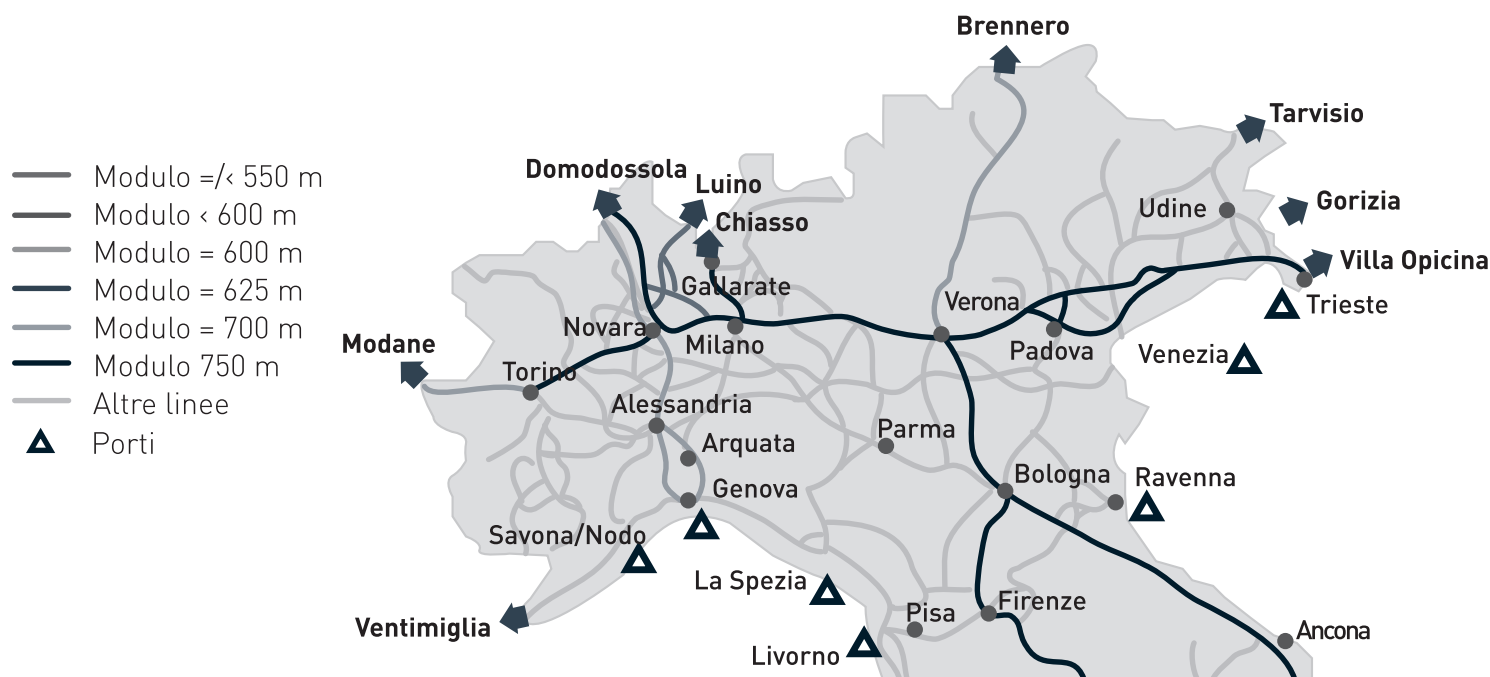 Brennero
Tarvisio
Domodossola
Luino
Modulo =/< 550 m
Gorizia
Udine
Modulo < 600 m
Chiasso
Modulo = 600 m
Villa Opicina
Modulo = 625 m
Gallarate
Verona
Trieste
Modulo = 700 m
Novara
Modane
Milano
Padova
Venezia
Modulo 750 m
Torino
Altre linee
Alessandria
Parma
Porti
Arquata
Bologna
Ravenna
Genova
Savona/Nodo
La Spezia
Firenze
Pisa
Ventimiglia
Ancona
Livorno